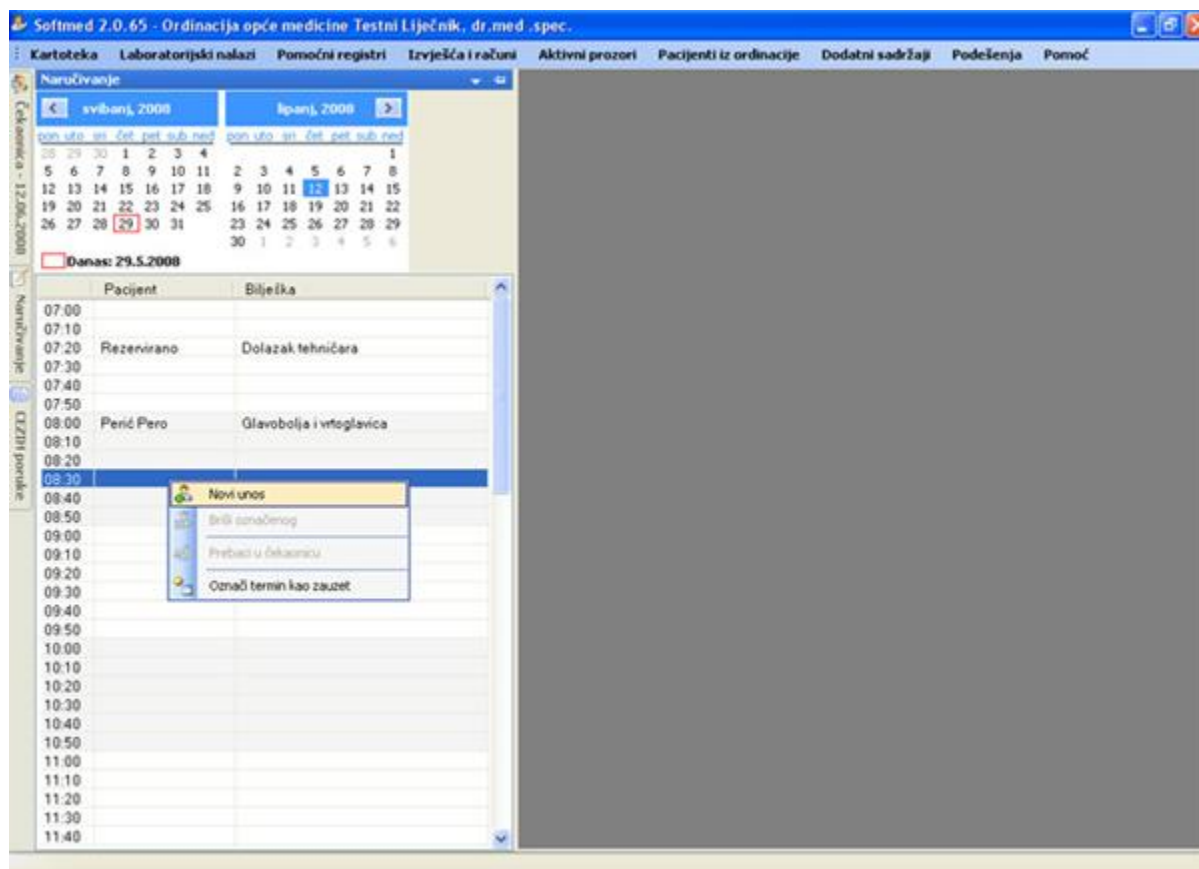 Softmed 2.0.65 - Ordinacija opće medicine Testni Liječnik, dr.med .spec.
Kartoteka Laboratorijski nalazi Pomoćni registri Izvješća i računi Aktivni prozori Pacijenti iz ordinacije Dodatni sadržaji Podešenja Pomoć
Čekaonica - 12.06.2008
Naručivanje
CEZIH poruke
Naručivanje
svibanj, 2008 lipanj, 2008
pon uto sri čet pet sub ned pon uto sri čet pet sub ned
28 29 30 1 2 3 4 1
5 6 7 8 9 10 11 2 3 4 5 6 7 8
12 13 14 15 16 17 18 9 10 11 12 13 14 15
19 20 21 22 23 24 25 16 17 18 19 20 21 22
26 27 28 29 30 31 23 24 25 26 27 28 29
30 1 2 3 4 5 6
Danas: 29.5.2008
Pacijent Bilješka
07:00
07:10
07:20 Rezervirano Dolazak tehničara
07:30
07:40
07:50
08:00 Perić Pero Glavobolja i vrtoglavica
08:10
08:20
08:30
08:40
08:50
09:00
09:10
09:20
09:30
09:40
09:50
10:00
10:10
10:20
10:30
10:40
10:50
11:00
11:10
11:20
11:30
11:40
Novi unos
Briši označenog
Prebaci u čekaonicu
Označi termin kao zauzet